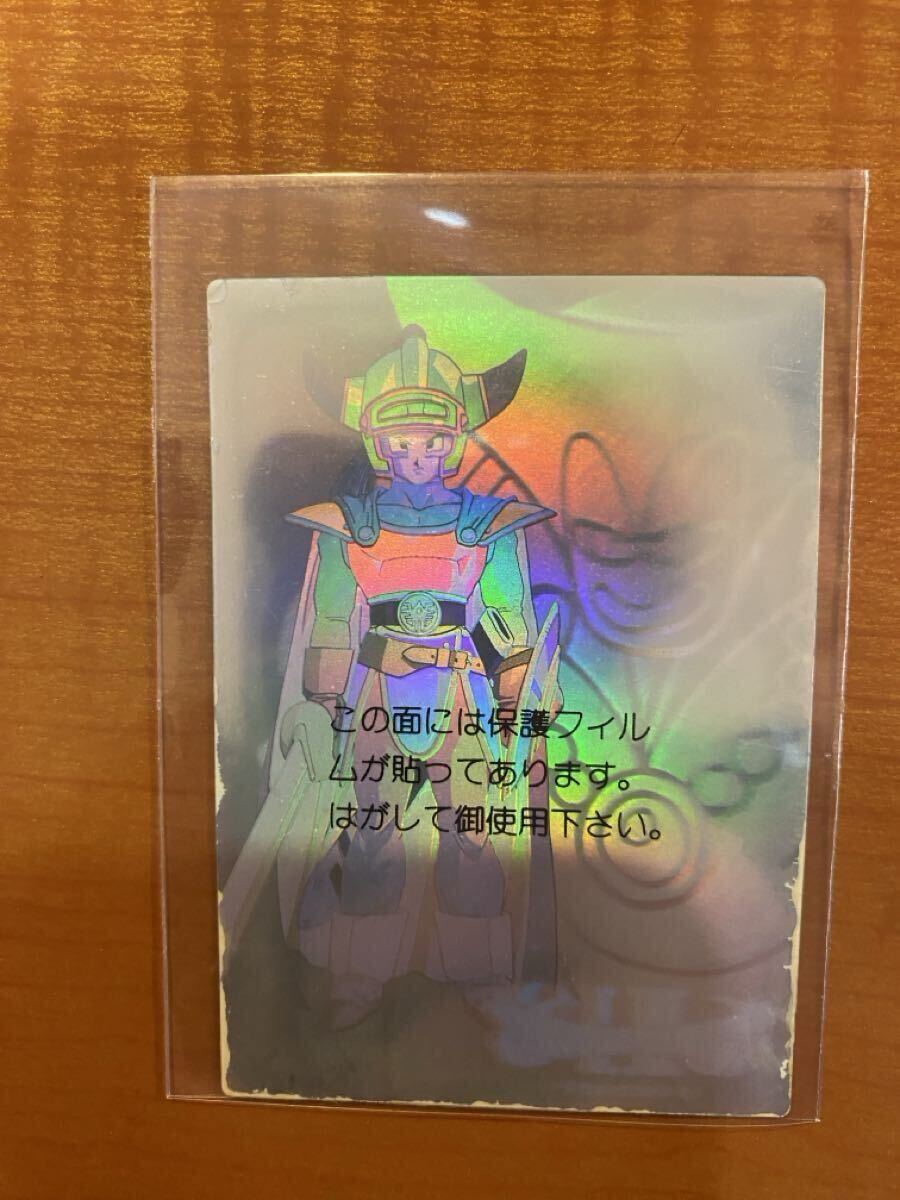 この面には保護フィル
ムが貼ってあります。
はがして御使用下さい。